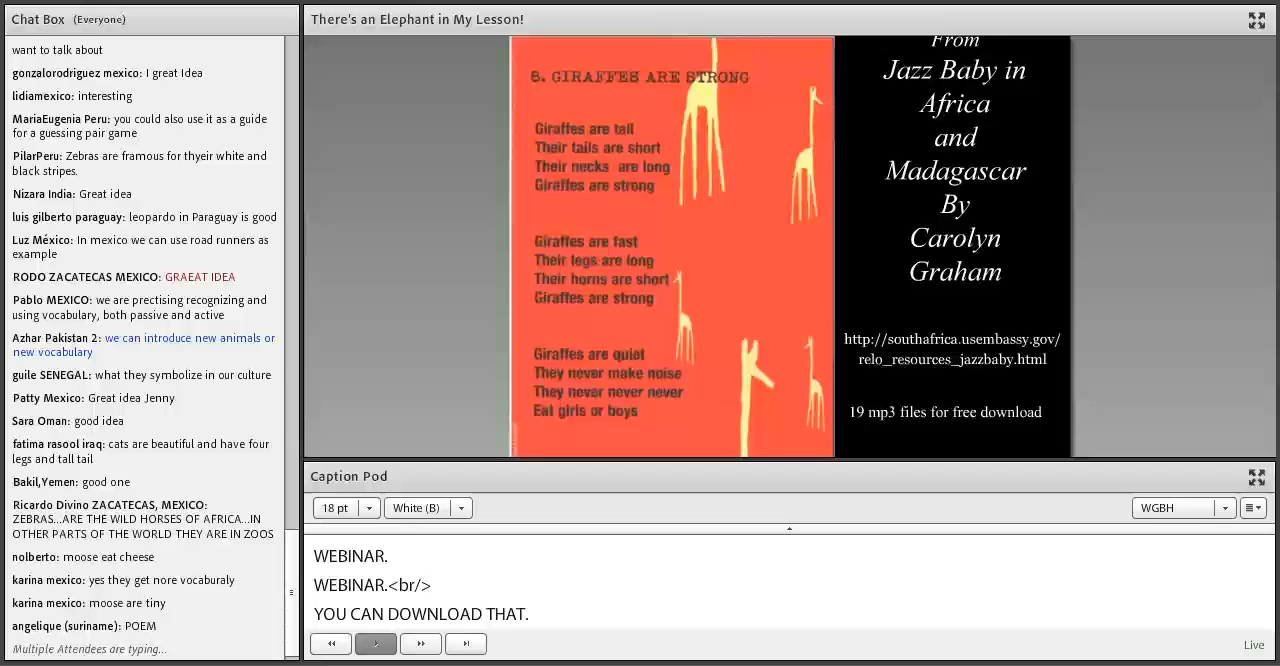 Chat Box (Everyone)
want to talk about
gonzalorodriguez mexico: I great Idea
lidiamexico: interesting
MariaEugenia Peru: you could also use it as a guide
for a guessing pair game
PilarPeru: Zebras are framous for thyeir white and
black stripes.
Nizara India: Great idea
luis gilberto paraguay: leopardo in Paraguay is good
Luz México: In mexico we can use road runners as
example
RODO ZACATECAS MEXICO: GRAEAT IDEA
Pablo MEXICO: we are prectising recognizing and
using vocabulary, both passive and active
Azhar Pakistan 2: we can introduce new animals or
new vocabulary
guile SENEGAL: what they symbolize in our culture
Patty Mexico: Great idea Jenny
Sara Oman: good idea
fatima rasool iraq: cats are beautiful and have four
legs and tall tail
Bakil,Yemen: good one
Ricardo Divino ZACATECAS, MEXICO:
ZEBRAS...ARE THE WILD HORSES OF AFRICA...IN
OTHER PARTS OF THE WORLD THEY ARE IN ZOOS
nolberto: moose eat cheese
karina mexico: yes they get nore vocaburaly
karina mexico: moose are tiny
angelique (suriname): POEM
Multiple Attendees are typing...
There's an Elephant in My Lesson!
8. GIRAFFES ARE STRONG
Giraffes are tall
Their tails are short
Their necks are long
Giraffes are strong
Giraffes are fast
Their legs are long
Their horns are short
Giraffes are strong
Giraffes are quiet
They never make noise
They never never never
Eat girls or boys
From
Jazz Baby in
Africa
and
Madagascar
By
Carolyn
Graham
http://southafrica.usembassy.gov/
relo_resources_jazzbaby.html
19 mp3 files for free download
Caption Pod
18 pt
White (B)
WGBH
WEBINAR.
WEBINAR.<br/>
YOU CAN DOWNLOAD THAT.
Live